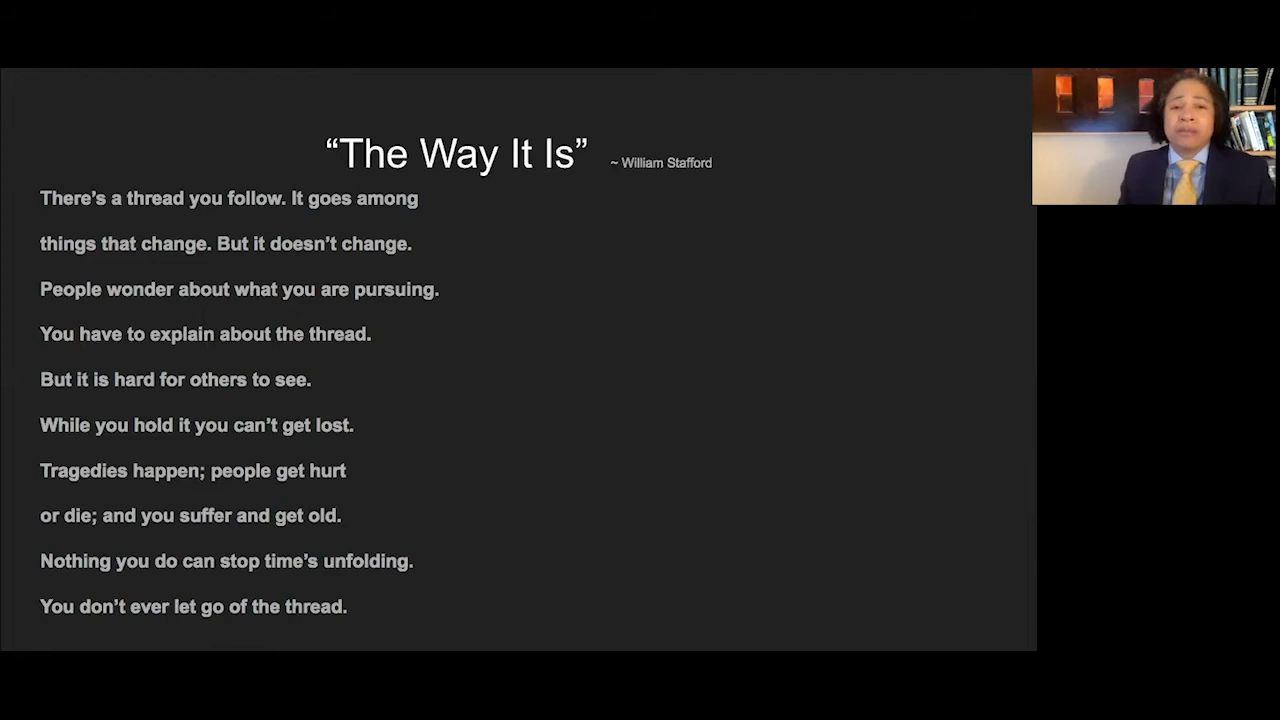 “The Way It Is” ~ William Stafford
There’s a thread you follow. It goes among
things that change. But it doesn’t change.
People wonder about what you are pursuing.
You have to explain about the thread.
But it is hard for others to see.
While you hold it you can’t get lost.
Tragedies happen; people get hurt
or die; and you suffer and get old.
Nothing you do can stop time’s unfolding.
You don’t ever let go of the thread.